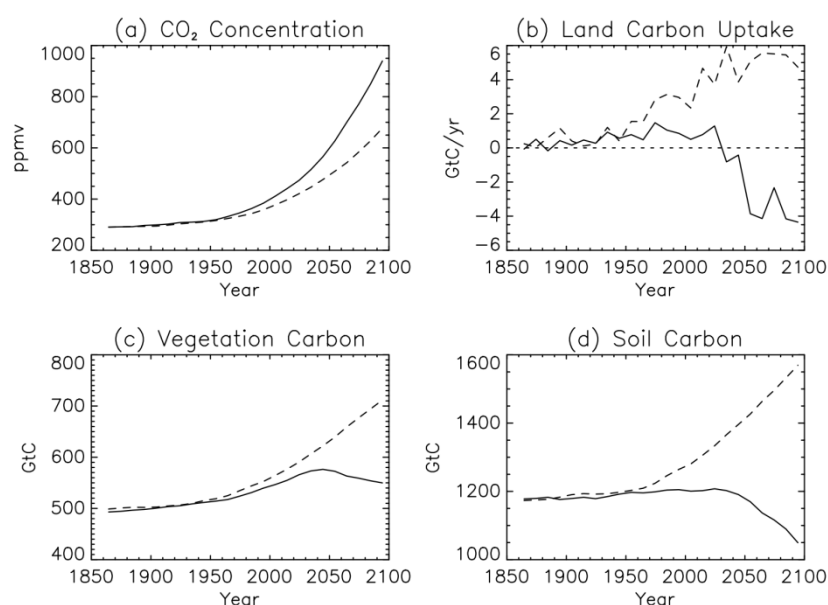 (a) CO₂ Concentration
1000
800
600
400
200
ppmv
1850 1900 1950 2000 2050 2100
Year
(b) Land Carbon Uptake
6
4
2
0
−2
−4
−6
GtC/yr
1850 1900 1950 2000 2050 2100
Year
(c) Vegetation Carbon
800
700
600
500
400
GtC
1850 1900 1950 2000 2050 2100
Year
(d) Soil Carbon
1600
1400
1200
1000
GtC
1850 1900 1950 2000 2050 2100
Year